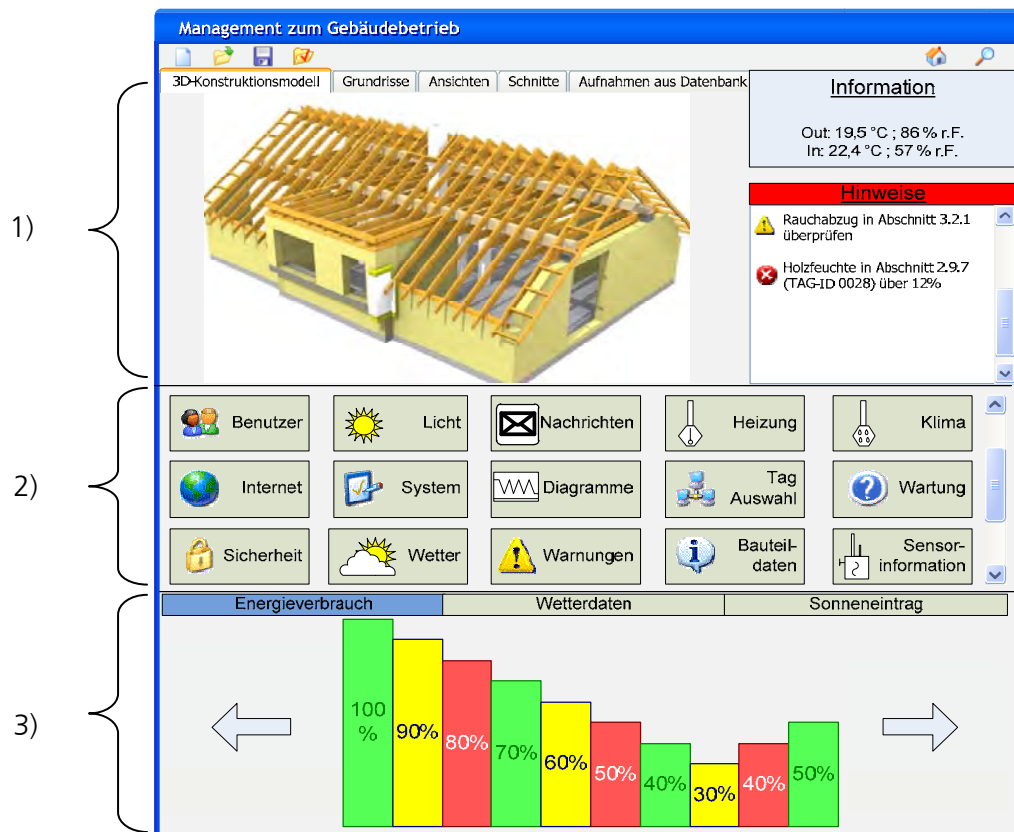 Management zum Gebäudebetrieb
3D-Konstruktionsmodell
Grundrisse
Ansichten
Schnitte
Aufnahmen aus Datenbank
Information
Out: 19,5 °C ; 86 % r.F.
In: 22,4 °C ; 57 % r.F.
Hinweise
Rauchabzug in Abschnitt 3.2.1
überprüfen
Holzfeuchte in Abschnitt 2.9.7
(TAG-ID 0028) über 12%
1)
Benutzer
Licht
Nachrichten
Heizung
Klima
2)
Internet
System
Diagramme
Tag
Auswahl
Wartung
Sicherheit
Wetter
Warnungen
Bauteil-
daten
Sensor-
information
Energieverbrauch
Wetterdaten
Sonneneintrag
3)
100
%
90%
80%
70%
60%
50%
40%
30%
40%
50%